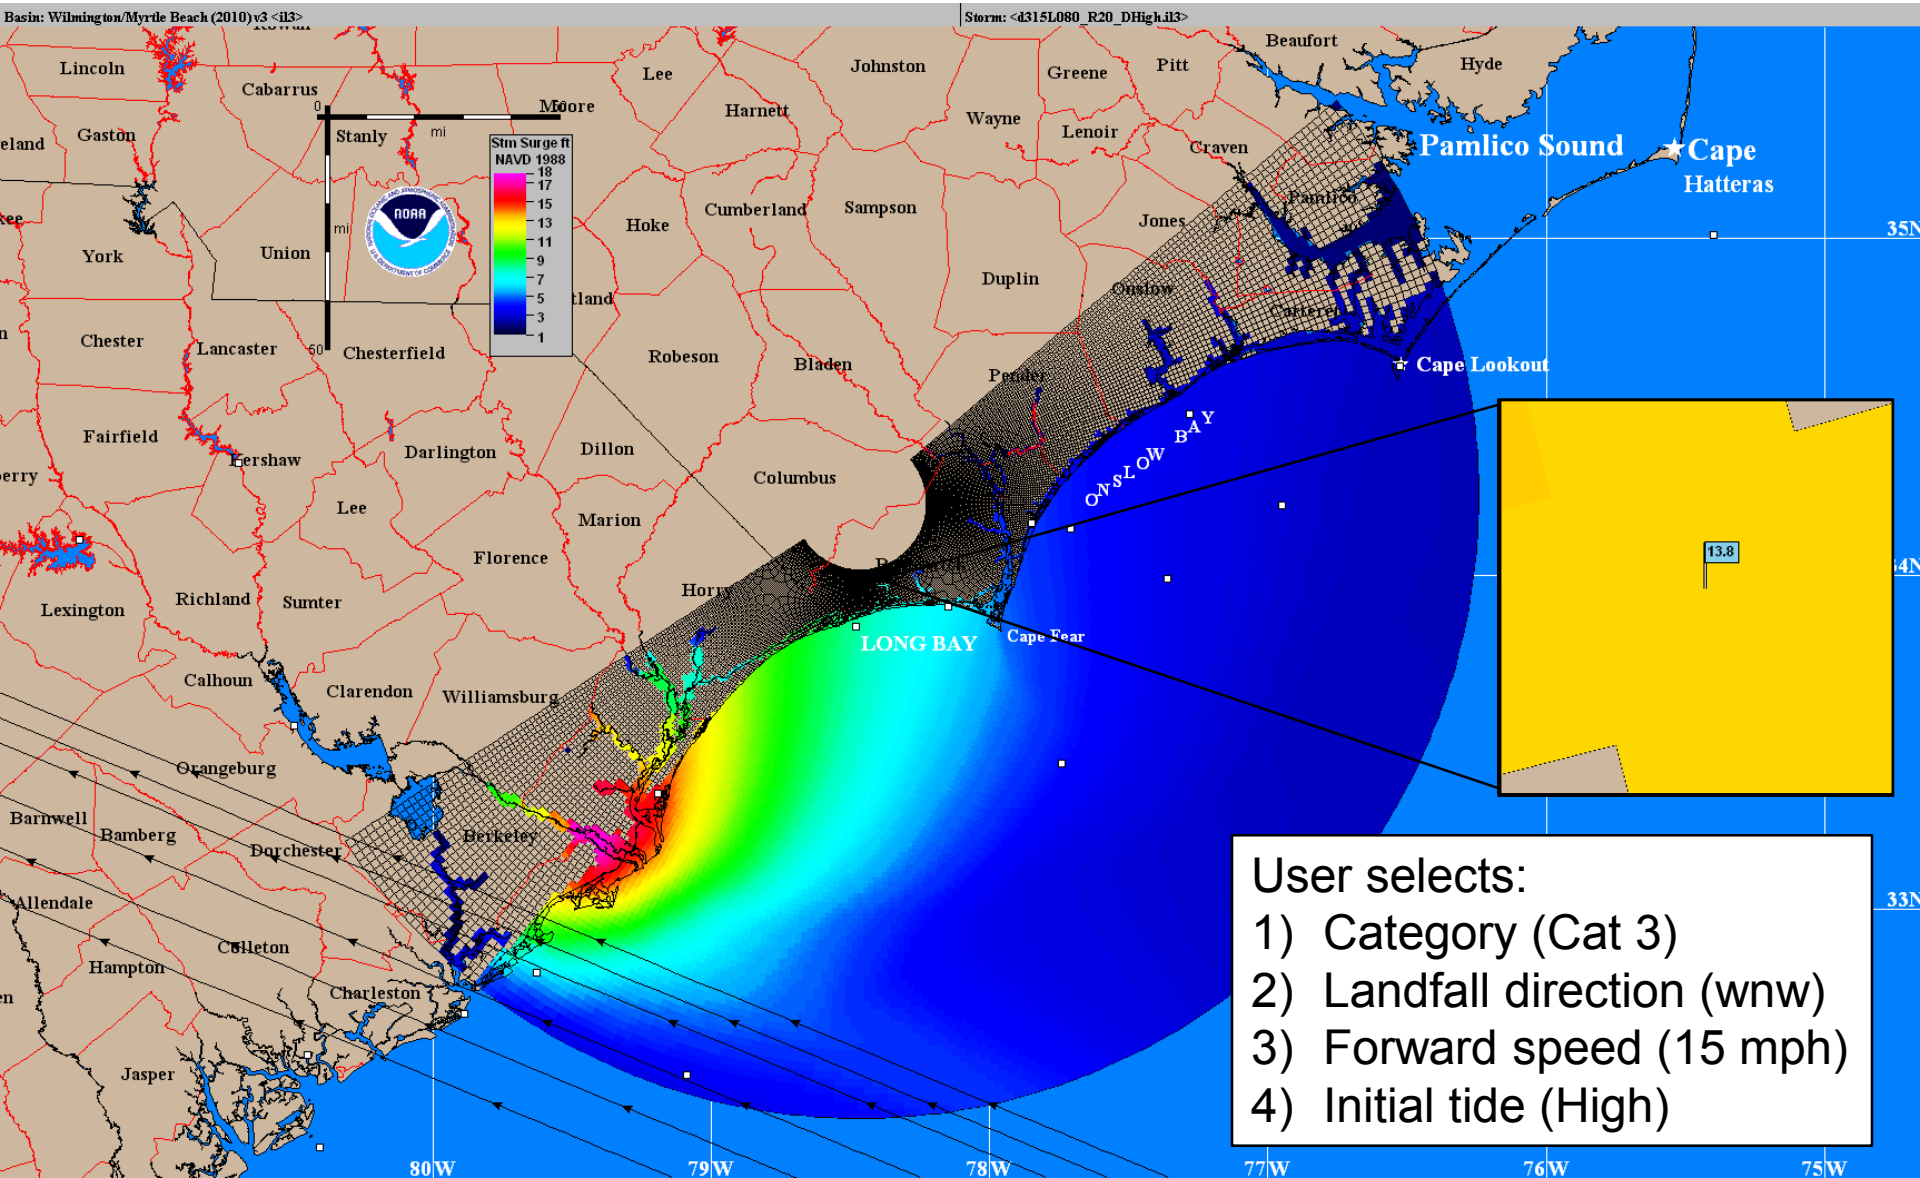 Basin: Wilmington/Myrtle Beach (2010) v3 <il3>
Storm: <d315L080_R20_DHigh.il3>
Beaufort
Hyde
Lincoln
Cabarrus
Lee
Johnston
Greene
Pitt
0
Moore
Harnett
Wayne
Lenoir
Gaston
Stanly
mi
Craven
Pamlico Sound
Cape
Hatteras
Stm Surge ft
NAVD 1988
18
17
15
13
11
9
7
5
3
1
NOAA
mi
50
Cumberland
Sampson
Pamlico
Jones
Hoke
York
Union
35N
Duplin
Onslow
Carteret
Chester
Lancaster
Chesterfield
Robeson
Bladen
Pender
Cape Lookout
ONSLOW BAY
Fairfield
Kershaw
Darlington
Dillon
Columbus
Lee
Marion
Florence
13.8
34N
Horry
Lexington
Richland
Sumter
LONG BAY
Cape Fear
Calhoun
Clarendon
Williamsburg
Orangeburg
Barnwell
Bamberg
Dorchester
Berkeley
Allendale
Colleton
Hampton
Charleston
Jasper
33N
User selects:
1) Category (Cat 3)
2) Landfall direction (wnw)
3) Forward speed (15 mph)
4) Initial tide (High)
80W
79W
78W
77W
76W
75W